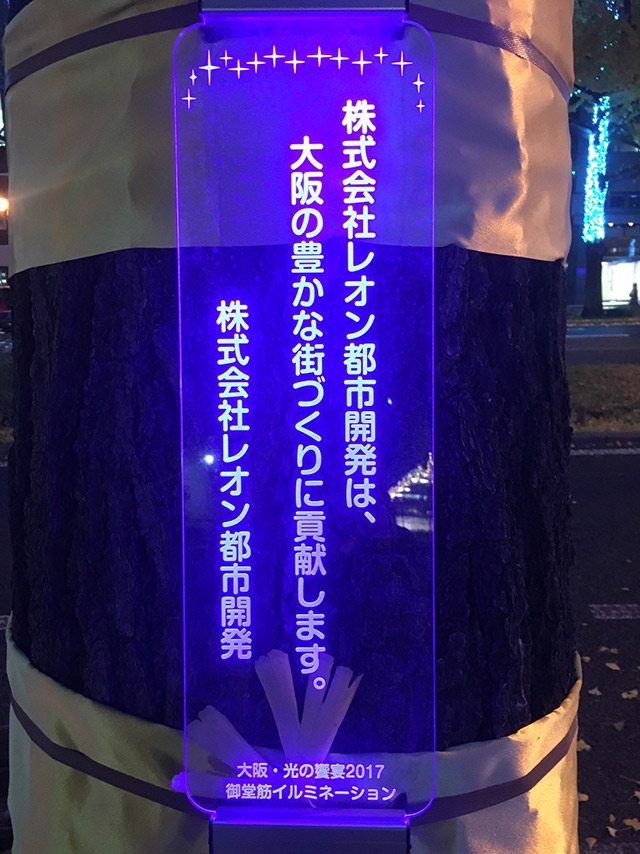 株式会社レオン都市開発は、
大阪の豊かな街づくりに貢献します。
株式会社レオン都市開発
大阪・光の饗宴2017
御堂筋イルミネーション